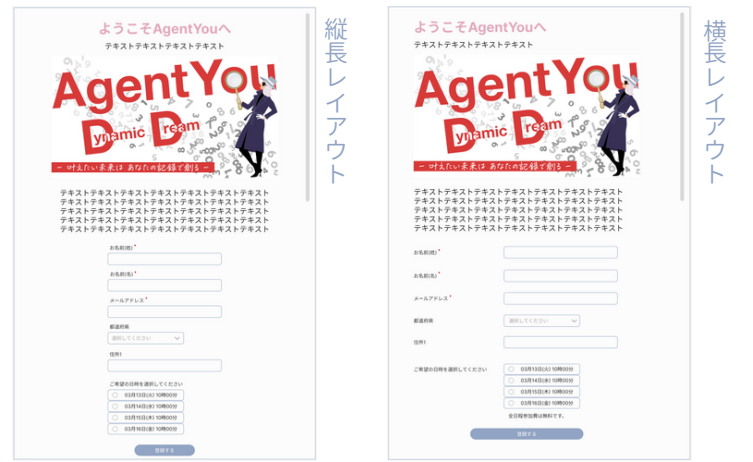 ようこそAgentYouへ
テキストテキストテキストテキスト
AgentYou
Dynamic Dream
– 叶えたい未来は あなたの記録で創る –
テキストテキストテキストテキストテキストテキストテキスト
テキストテキストテキストテキストテキストテキストテキスト
テキストテキストテキストテキストテキストテキストテキスト
テキストテキストテキストテキストテキストテキストテキスト
テキストテキストテキストテキストテキストテキストテキスト
お名前(姓) *
お名前(名) *
メールアドレス *
都道府県
選択してください
住所1
ご希望の日時を選択してください
03月13日(火) 10時00分
03月14日(水) 10時00分
03月15日(木) 10時00分
03月16日(金) 10時00分
登録する
縦長レイアウト
ようこそAgentYouへ
テキストテキストテキストテキスト
AgentYou
Dynamic Dream
– 叶えたい未来は あなたの記録で創る –
テキストテキストテキストテキストテキストテキストテキスト
テキストテキストテキストテキストテキストテキストテキスト
テキストテキストテキストテキストテキストテキストテキスト
テキストテキストテキストテキストテキストテキストテキスト
テキストテキストテキストテキストテキストテキストテキスト
お名前(姓) *
お名前(名) *
メールアドレス *
都道府県
選択してください
住所1
ご希望の日時を選択してください
03月13日(火) 10時00分
03月14日(水) 10時00分
03月15日(木) 10時00分
03月16日(金) 10時00分
全日程参加費は無料です。
登録する
横長レイアウト